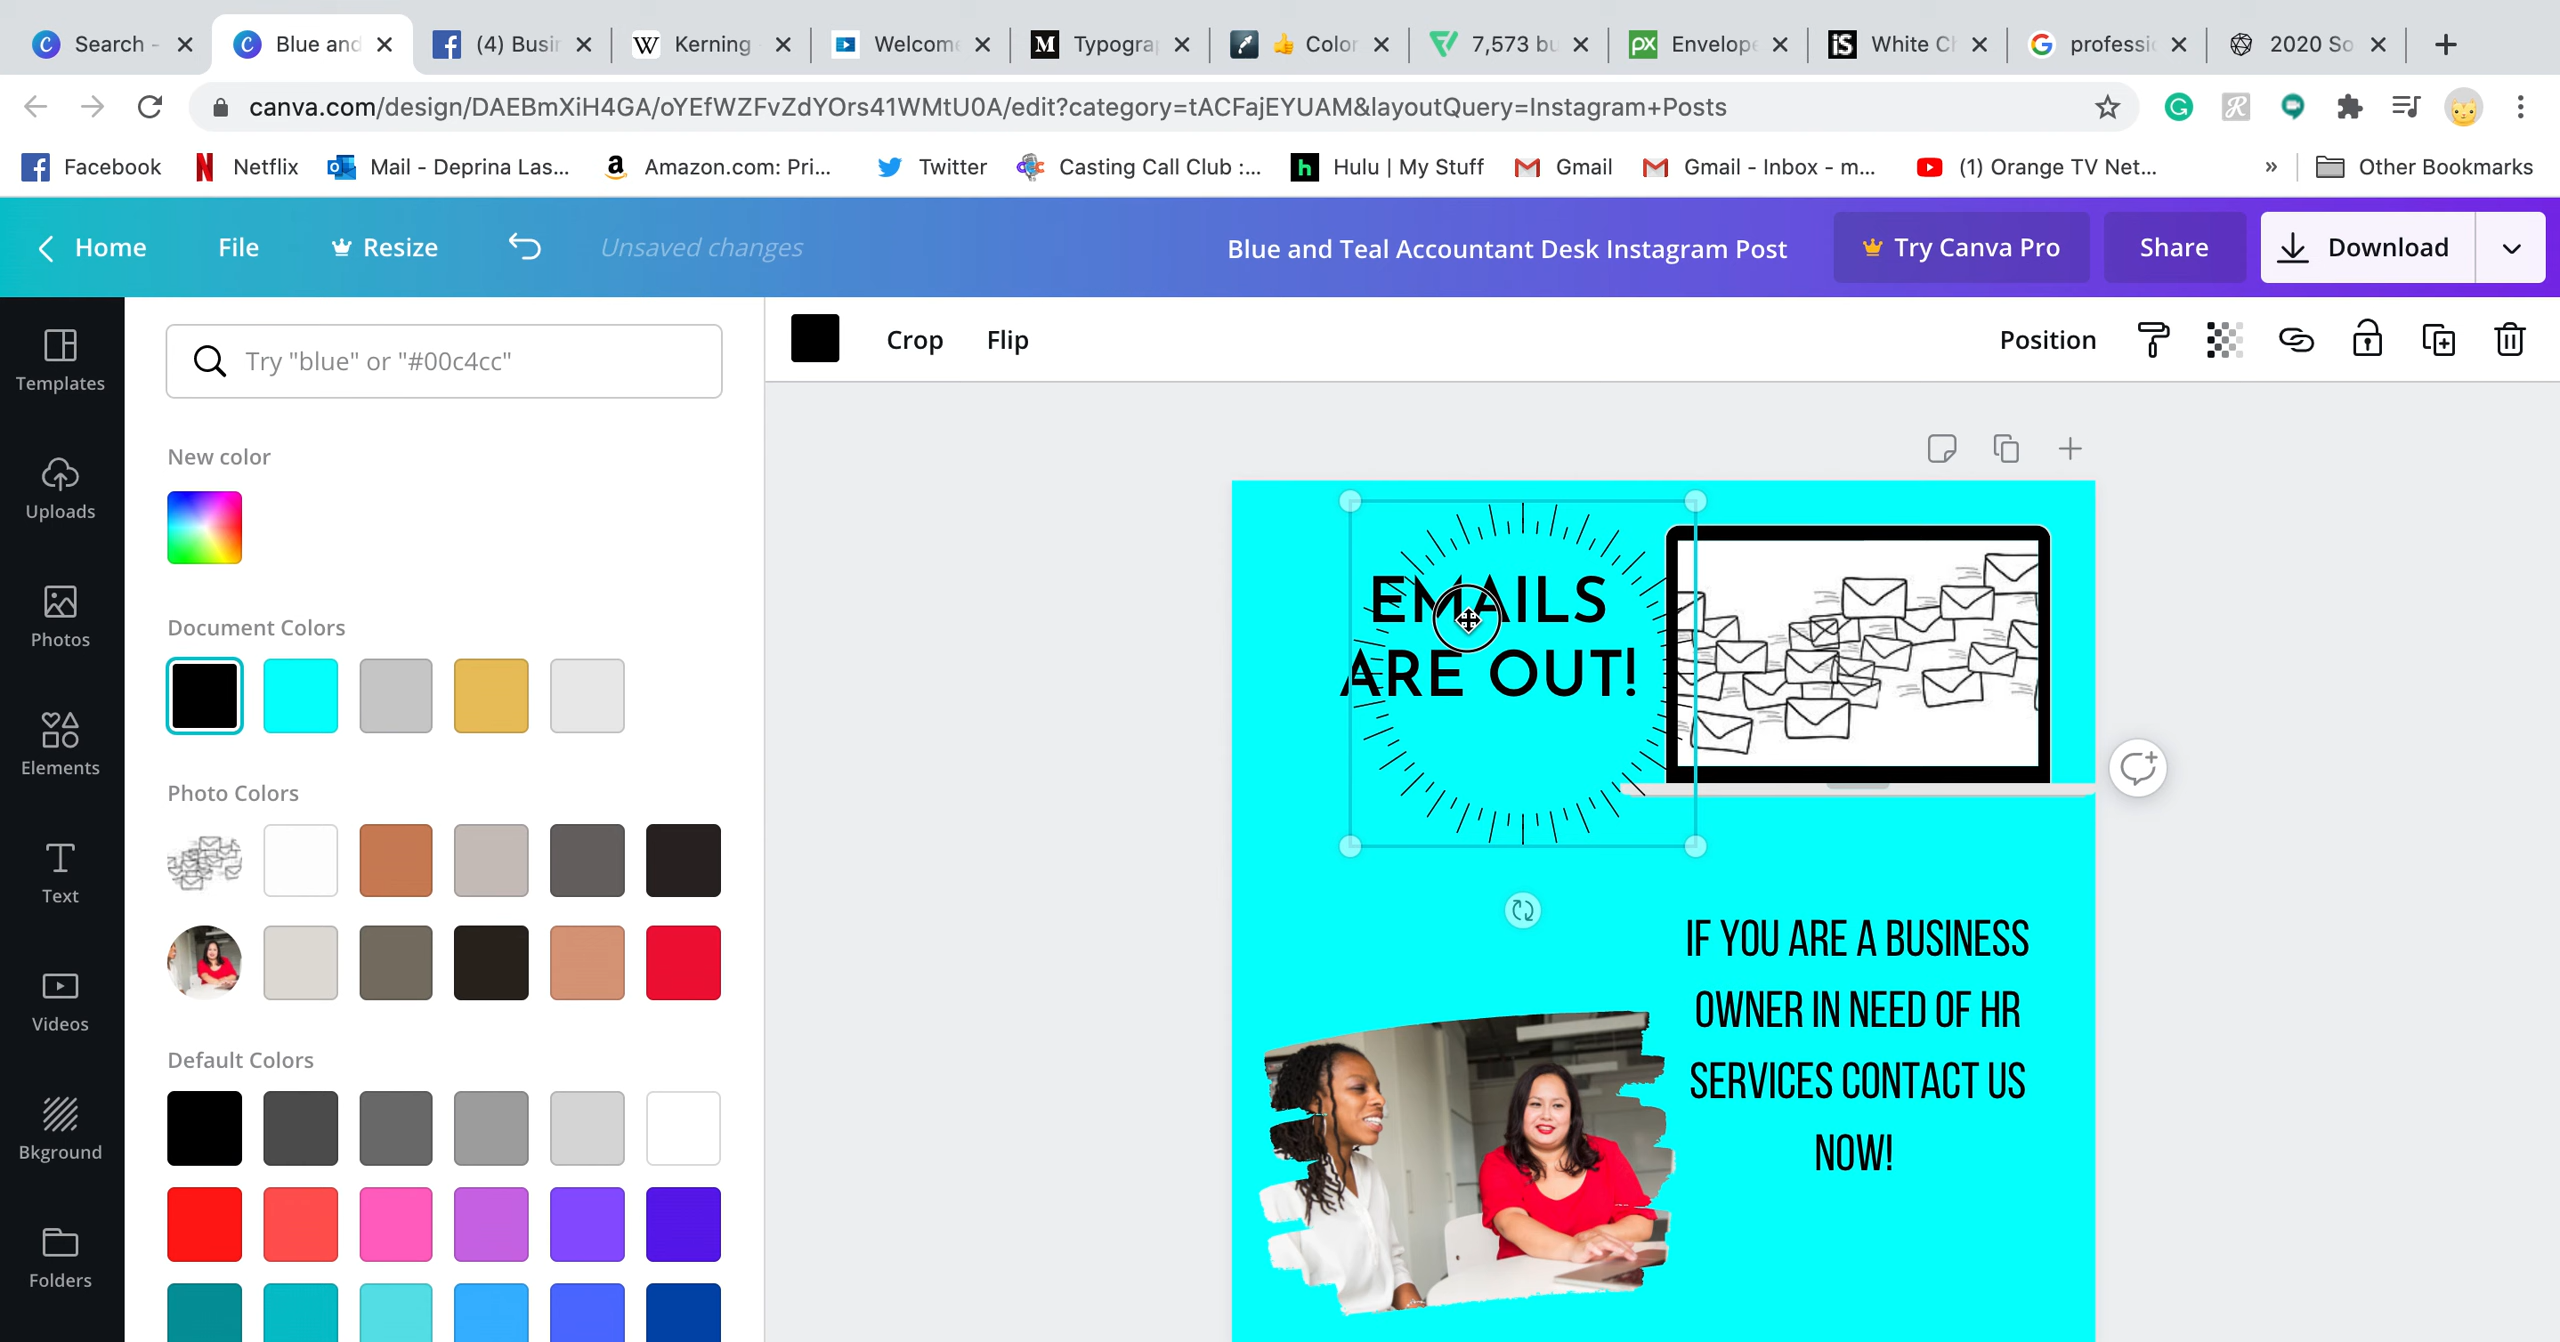 Search -
Blue and
(4) Busin
Kerning
Welcome
Typogra
Color
7,573 bu
Envelope
White Ch
professi
2020 So
canva.com/design/DAEBmXiH4GA/oYEfWZFvZdYOrs41WMtU0A/edit?category=tACFajEYUAM&layoutQuery=Instagram+Posts
Facebook
Netflix
Mail - Deprina Las...
Amazon.com: Pri...
Twitter
Casting Call Club :...
Hulu | My Stuff
Gmail
Gmail - Inbox - m...
(1) Orange TV Net...
»
Other Bookmarks
Home
File
Resize
Unsaved changes
Blue and Teal Accountant Desk Instagram Post
Try Canva Pro
Share
Download
Templates
Uploads
Photos
Elements
Text
Videos
Bkground
Folders
Try "blue" or "#00c4cc"
New color
Document Colors
Photo Colors
Default Colors
Crop
Flip
Position
EMAILS
ARE OUT!
IF YOU ARE A BUSINESS
OWNER IN NEED OF HR
SERVICES CONTACT US
NOW!